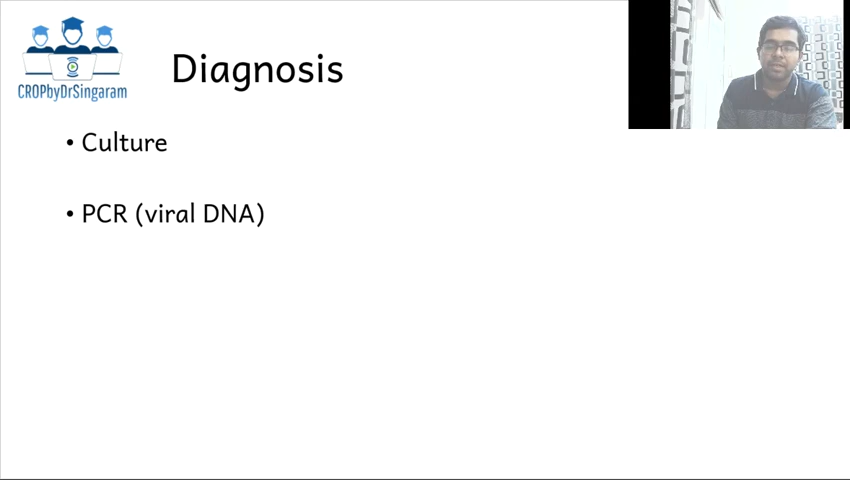 CROPbyDrSingaram
Diagnosis
• Culture
• PCR (viral DNA)